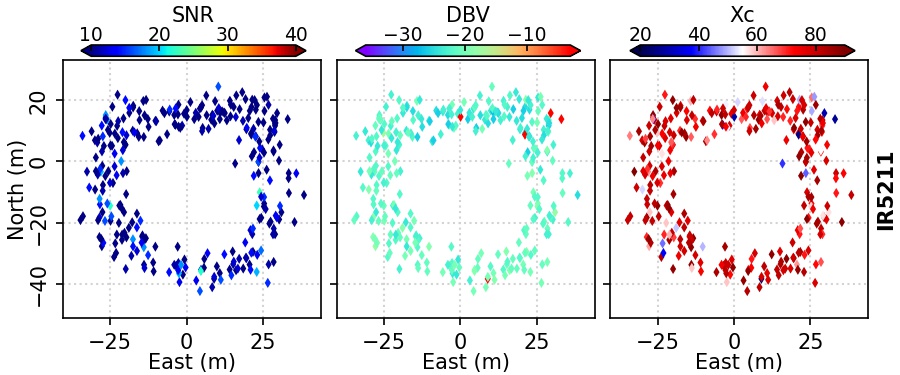 SNR DBV Xc
10 20 30 40 −30 −20 −10 20 40 60 80
20
0
−20
−40
North (m)
−25 0 25 −25 0 25 −25 0 25
East (m) East (m) East (m)
IR5211